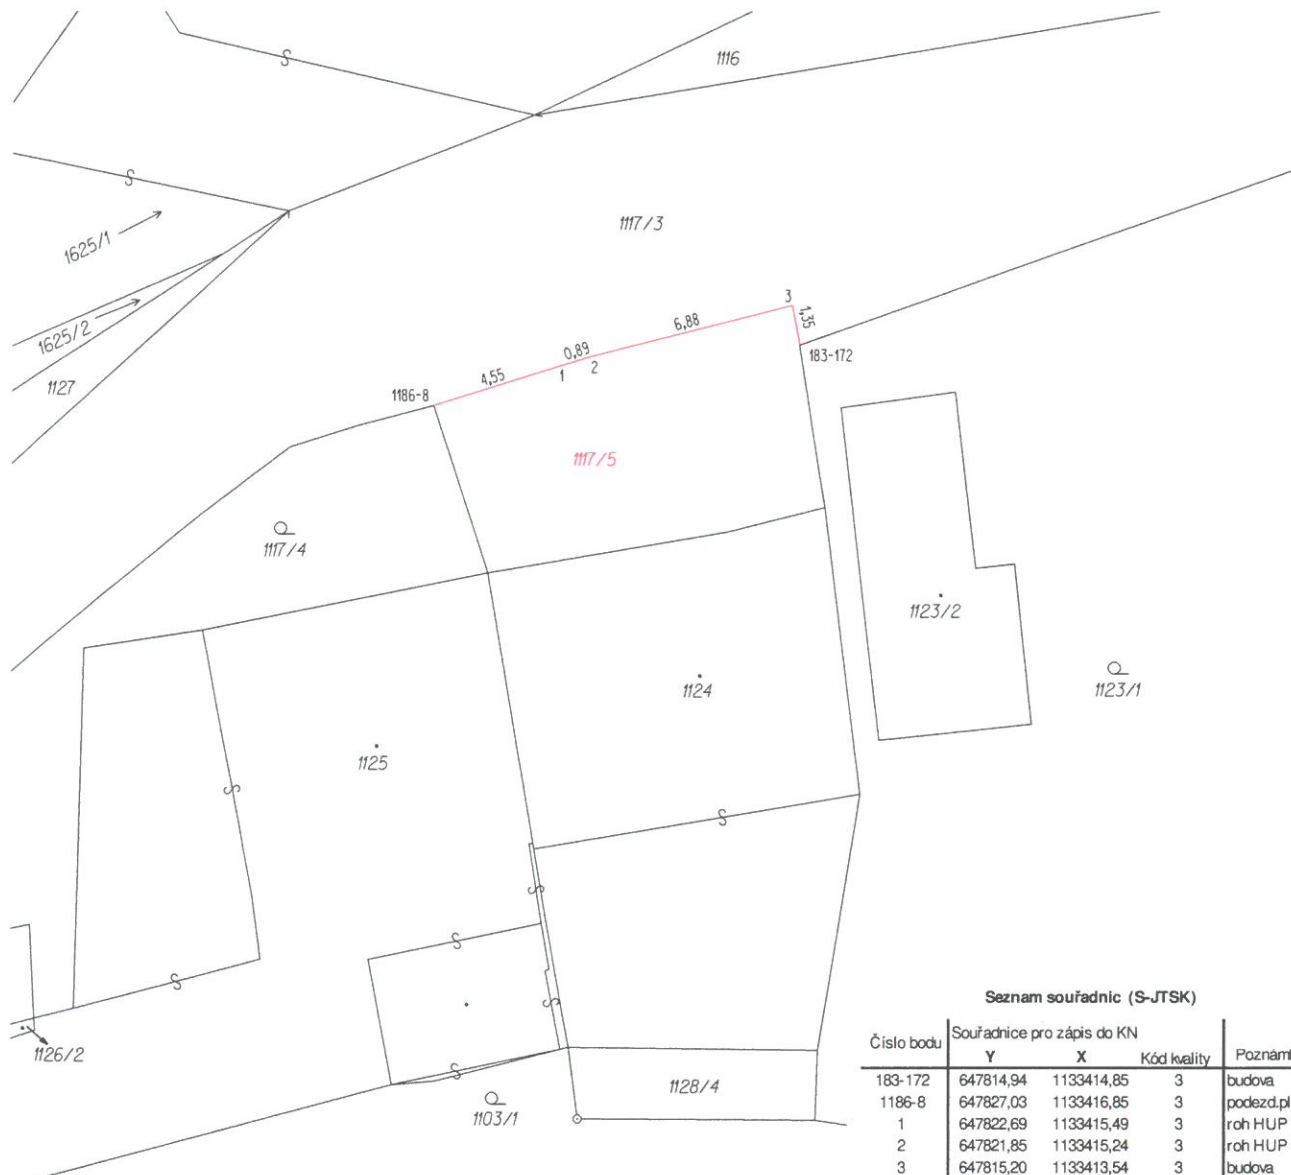 1116
1625/1
1117/3
1625/2
1127
3
1,35
6,88
0,89
4,55
1
2
183-172
1186-8
1117/5
1117/4
1123/2
1123/1
1124
1125
1126/2
1128/4
1103/1
Seznam souřadnic (S-JTSK)
Číslo bodu Souřadnice pro zápis do KN
Y X Kód kvality
183-172 647814,94 1133414,85 3 budova
1186-8 647827,03 1133416,85 3
1 647822,69 1133415,49 3 roh HUP
2 647821,85 1133415,24 3 roh HUP
3 647815,20 1133413,54 3 budova